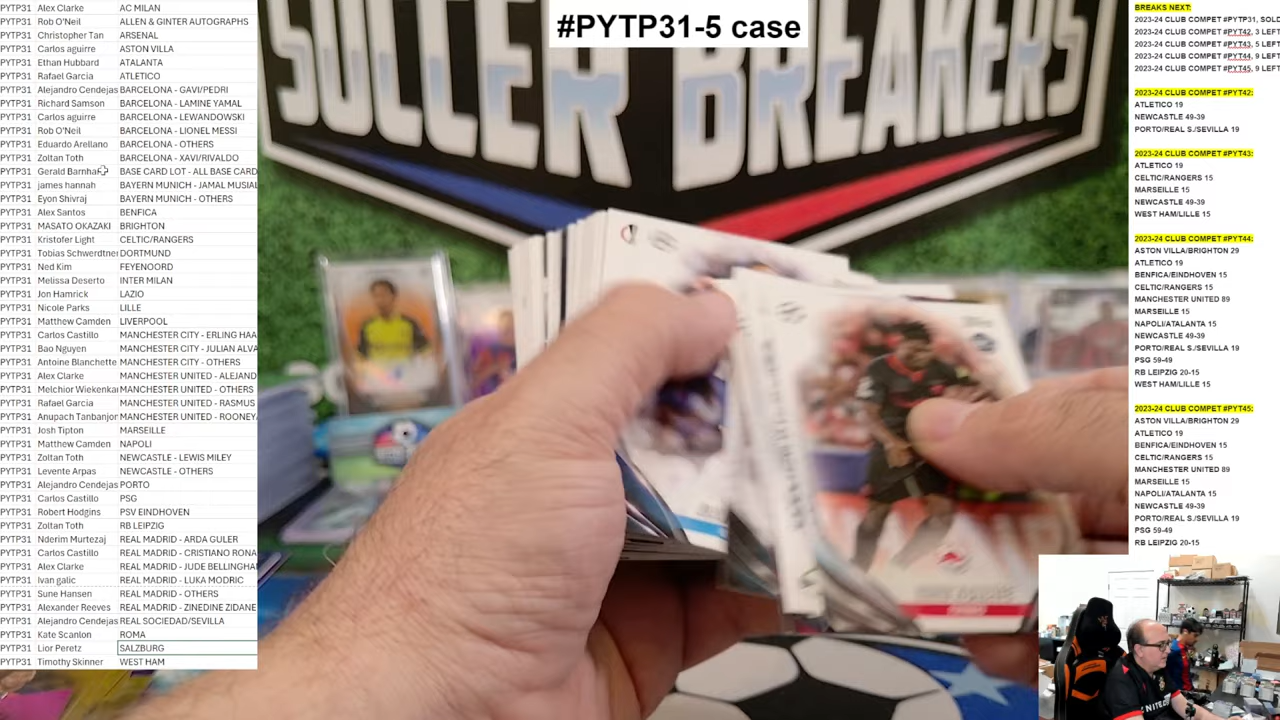 #PYTP31-5 case
SOCCER BREAKERS
PYTP31 Alex Clarke AC MILAN
PYTP31 Rob O'Neil ALLEN & GINTER AUTOGRAPHS
PYTP31 Christopher Tan ARSENAL
PYTP31 Carlos aguirre ASTON VILLA
PYTP31 Ethan Hubbard ATALANTA
PYTP31 Rafael Garcia ATLETICO
PYTP31 Alejandro Cendejas BARCELONA - GAVI/PEDRI
PYTP31 Richard Samson BARCELONA - LAMINE YAMAL
PYTP31 Carlos aguirre BARCELONA - LEWANDOWSKI
PYTP31 Rob O'Neil BARCELONA - LIONEL MESSI
PYTP31 Eduardo Arellano BARCELONA - OTHERS
PYTP31 Zoltan Toth BARCELONA - XAVI/RIVALDO
PYTP31 Gerald Barnhar BASE CARD LOT - ALL BASE CARD
PYTP31 james hannah BAYERN MUNICH - JAMAL MUSIAL
PYTP31 Eyon Shivraj BAYERN MUNICH - OTHERS
PYTP31 Alex Santos BENFICA
PYTP31 MASATO OKAZAKI BRIGHTON
PYTP31 Kristofer Light CELTIC/RANGERS
PYTP31 Tobias Schwerdtner DORTMUND
PYTP31 Ned Kim FEYENOORD
PYTP31 Melissa Deserto INTER MILAN
PYTP31 Jon Hamrick LAZIO
PYTP31 Nicole Parks LILLE
PYTP31 Matthew Camden LIVERPOOL
PYTP31 Carlos Castillo MANCHESTER CITY - ERLING HAA
PYTP31 Bao Nguyen MANCHESTER CITY - JULIAN ALVA
PYTP31 Antoine Blanchette MANCHESTER CITY - OTHERS
PYTP31 Alex Clarke MANCHESTER UNITED - ALEJAND
PYTP31 Melchior Wiekenkar MANCHESTER UNITED - OTHERS
PYTP31 Rafael Garcia MANCHESTER UNITED - RASMUS
PYTP31 Anupach Tanbanjor MANCHESTER UNITED - ROONEY
PYTP31 Josh Tipton MARSEILLE
PYTP31 Matthew Camden NAPOLI
PYTP31 Zoltan Toth NEWCASTLE - LEWIS MILEY
PYTP31 Levente Arpas NEWCASTLE - OTHERS
PYTP31 Alejandro Cendejas PORTO
PYTP31 Carlos Castillo PSG
PYTP31 Robert Hodgins PSV EINDHOVEN
PYTP31 Zoltan Toth RB LEIPZIG
PYTP31 Nderim Murtezaj REAL MADRID - ARDA GULER
PYTP31 Carlos Castillo REAL MADRID - CRISTIANO RONA
PYTP31 Alex Clarke REAL MADRID - JUDE BELLINGHA
PYTP31 Ivan galic REAL MADRID - LUKA MODRIC
PYTP31 Sune Hansen REAL MADRID - OTHERS
PYTP31 Alexander Reeves REAL MADRID - ZINEDINE ZIDANE
PYTP31 Alejandro Cendejas REAL SOCIEDAD/SEVILLA
PYTP31 Kate Scanlon ROMA
PYTP31 Lior Peretz SALZBURG
PYTP31 Timothy Skinner WEST HAM
BREAKS NEXT:
2023-24 CLUB COMPET #PYTP31, SOLD
2023-24 CLUB COMPET #PYT42, 3 LEFT
2023-24 CLUB COMPET #PYT43, 5 LEFT
2023-24 CLUB COMPET #PYT44, 9 LEFT
2023-24 CLUB COMPET #PYT45, 9 LEFT
2023-24 CLUB COMPET #PYT42:
ATLETICO 19
NEWCASTLE 49-39
PORTO/REAL S./SEVILLA 19
2023-24 CLUB COMPET #PYT43:
ATLETICO 19
CELTIC/RANGERS 15
MARSEILLE 15
NEWCASTLE 49-39
WEST HAM/LILLE 15
2023-24 CLUB COMPET #PYT44:
ASTON VILLA/BRIGHTON 29
ATLETICO 19
BENFICA/EINDHOVEN 15
CELTIC/RANGERS 15
MANCHESTER UNITED 89
MARSEILLE 15
NAPOLI/ATALANTA 15
NEWCASTLE 49-39
PORTO/REAL S./SEVILLA 19
PSG 59-49
RB LEIPZIG 20-15
WEST HAM/LILLE 15
2023-24 CLUB COMPET #PYT45:
ASTON VILLA/BRIGHTON 29
ATLETICO 19
BENFICA/EINDHOVEN 15
CELTIC/RANGERS 15
MANCHESTER UNITED 89
MARSEILLE 15
NAPOLI/ATALANTA 15
NEWCASTLE 49-39
PORTO/REAL S./SEVILLA 19
PSG 59-49
RB LEIPZIG 20-15